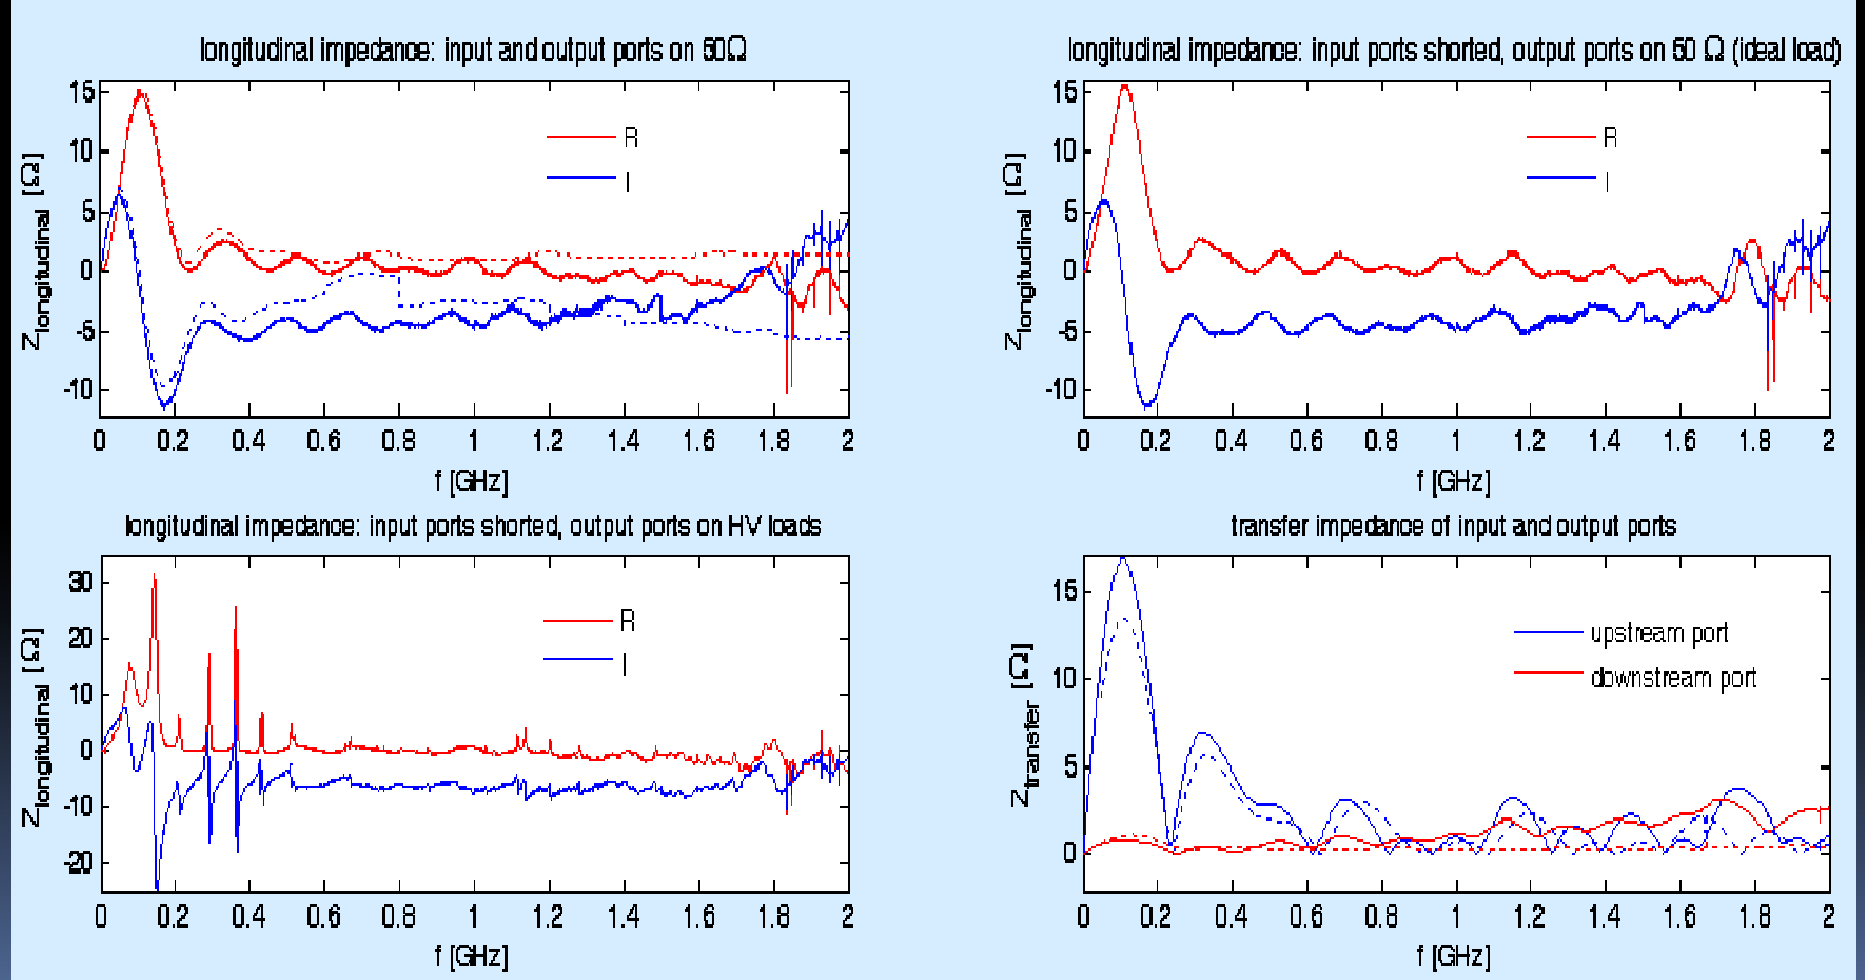 longitudinal impedance: input and output ports on 50Ω
15
10
5
0
-5
-10
Zlongitudinal [Ω]
R
I
0 0.2 0.4 0.6 0.8 1 1.2 1.4 1.6 1.8 2
f [GHz]
longitudinal impedance: input ports shorted, output ports on 50 Ω (ideal load)
15
10
5
0
-5
-10
Zlongitudinal [Ω]
R
I
0 0.2 0.4 0.6 0.8 1 1.2 1.4 1.6 1.8 2
f [GHz]
longitudinal impedance: input ports shorted, output ports on HV loads
30
20
10
0
-10
-20
Zlongitudinal [Ω]
R
I
0 0.2 0.4 0.6 0.8 1 1.2 1.4 1.6 1.8 2
f [GHz]
transfer impedance of input and output ports
15
10
5
0
Ztransfer [Ω]
upstream port
downstream port
0 0.2 0.4 0.6 0.8 1 1.2 1.4 1.6 1.8 2
f [GHz]